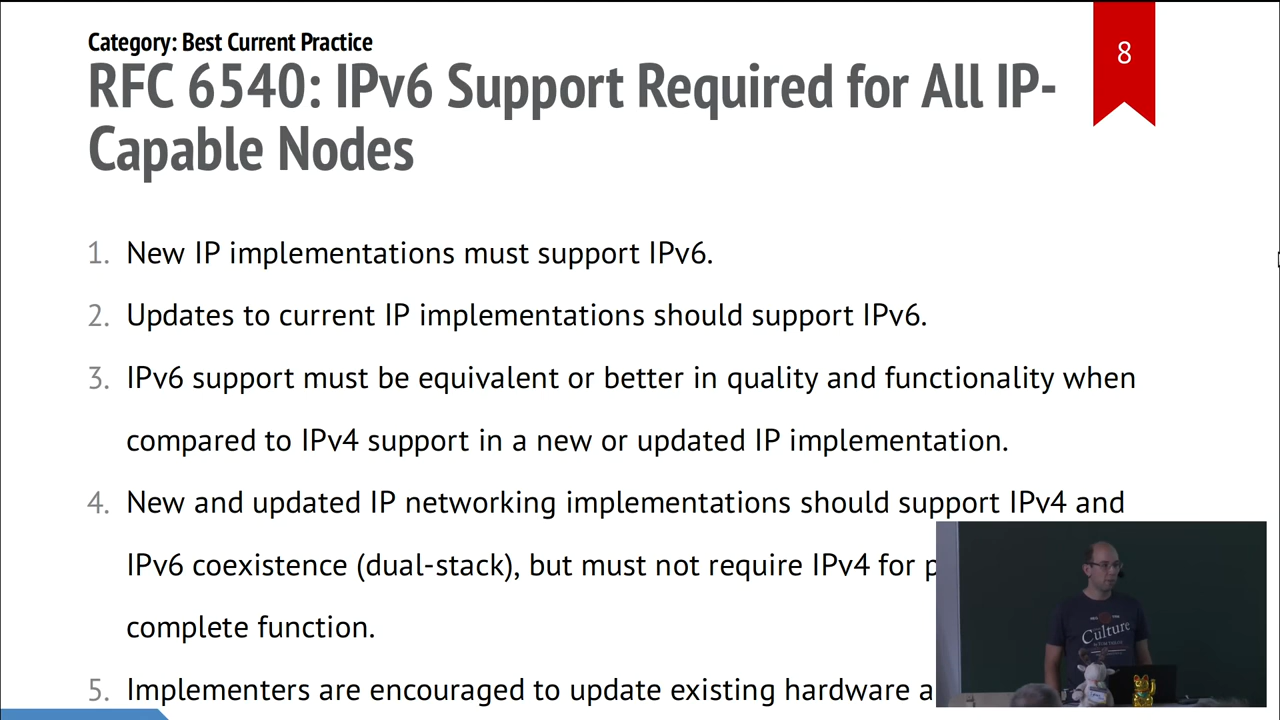 Category: Best Current Practice
8
RFC 6540: IPv6 Support Required for All IP-
Capable Nodes
1. New IP implementations must support IPv6.
2. Updates to current IP implementations should support IPv6.
3. IPv6 support must be equivalent or better in quality and functionality when
compared to IPv4 support in a new or updated IP implementation.
4. New and updated IP networking implementations should support IPv4 and
IPv6 coexistence (dual-stack), but must not require IPv4 for
complete function.
5. Implementers are encouraged to update existing hardware
Culture